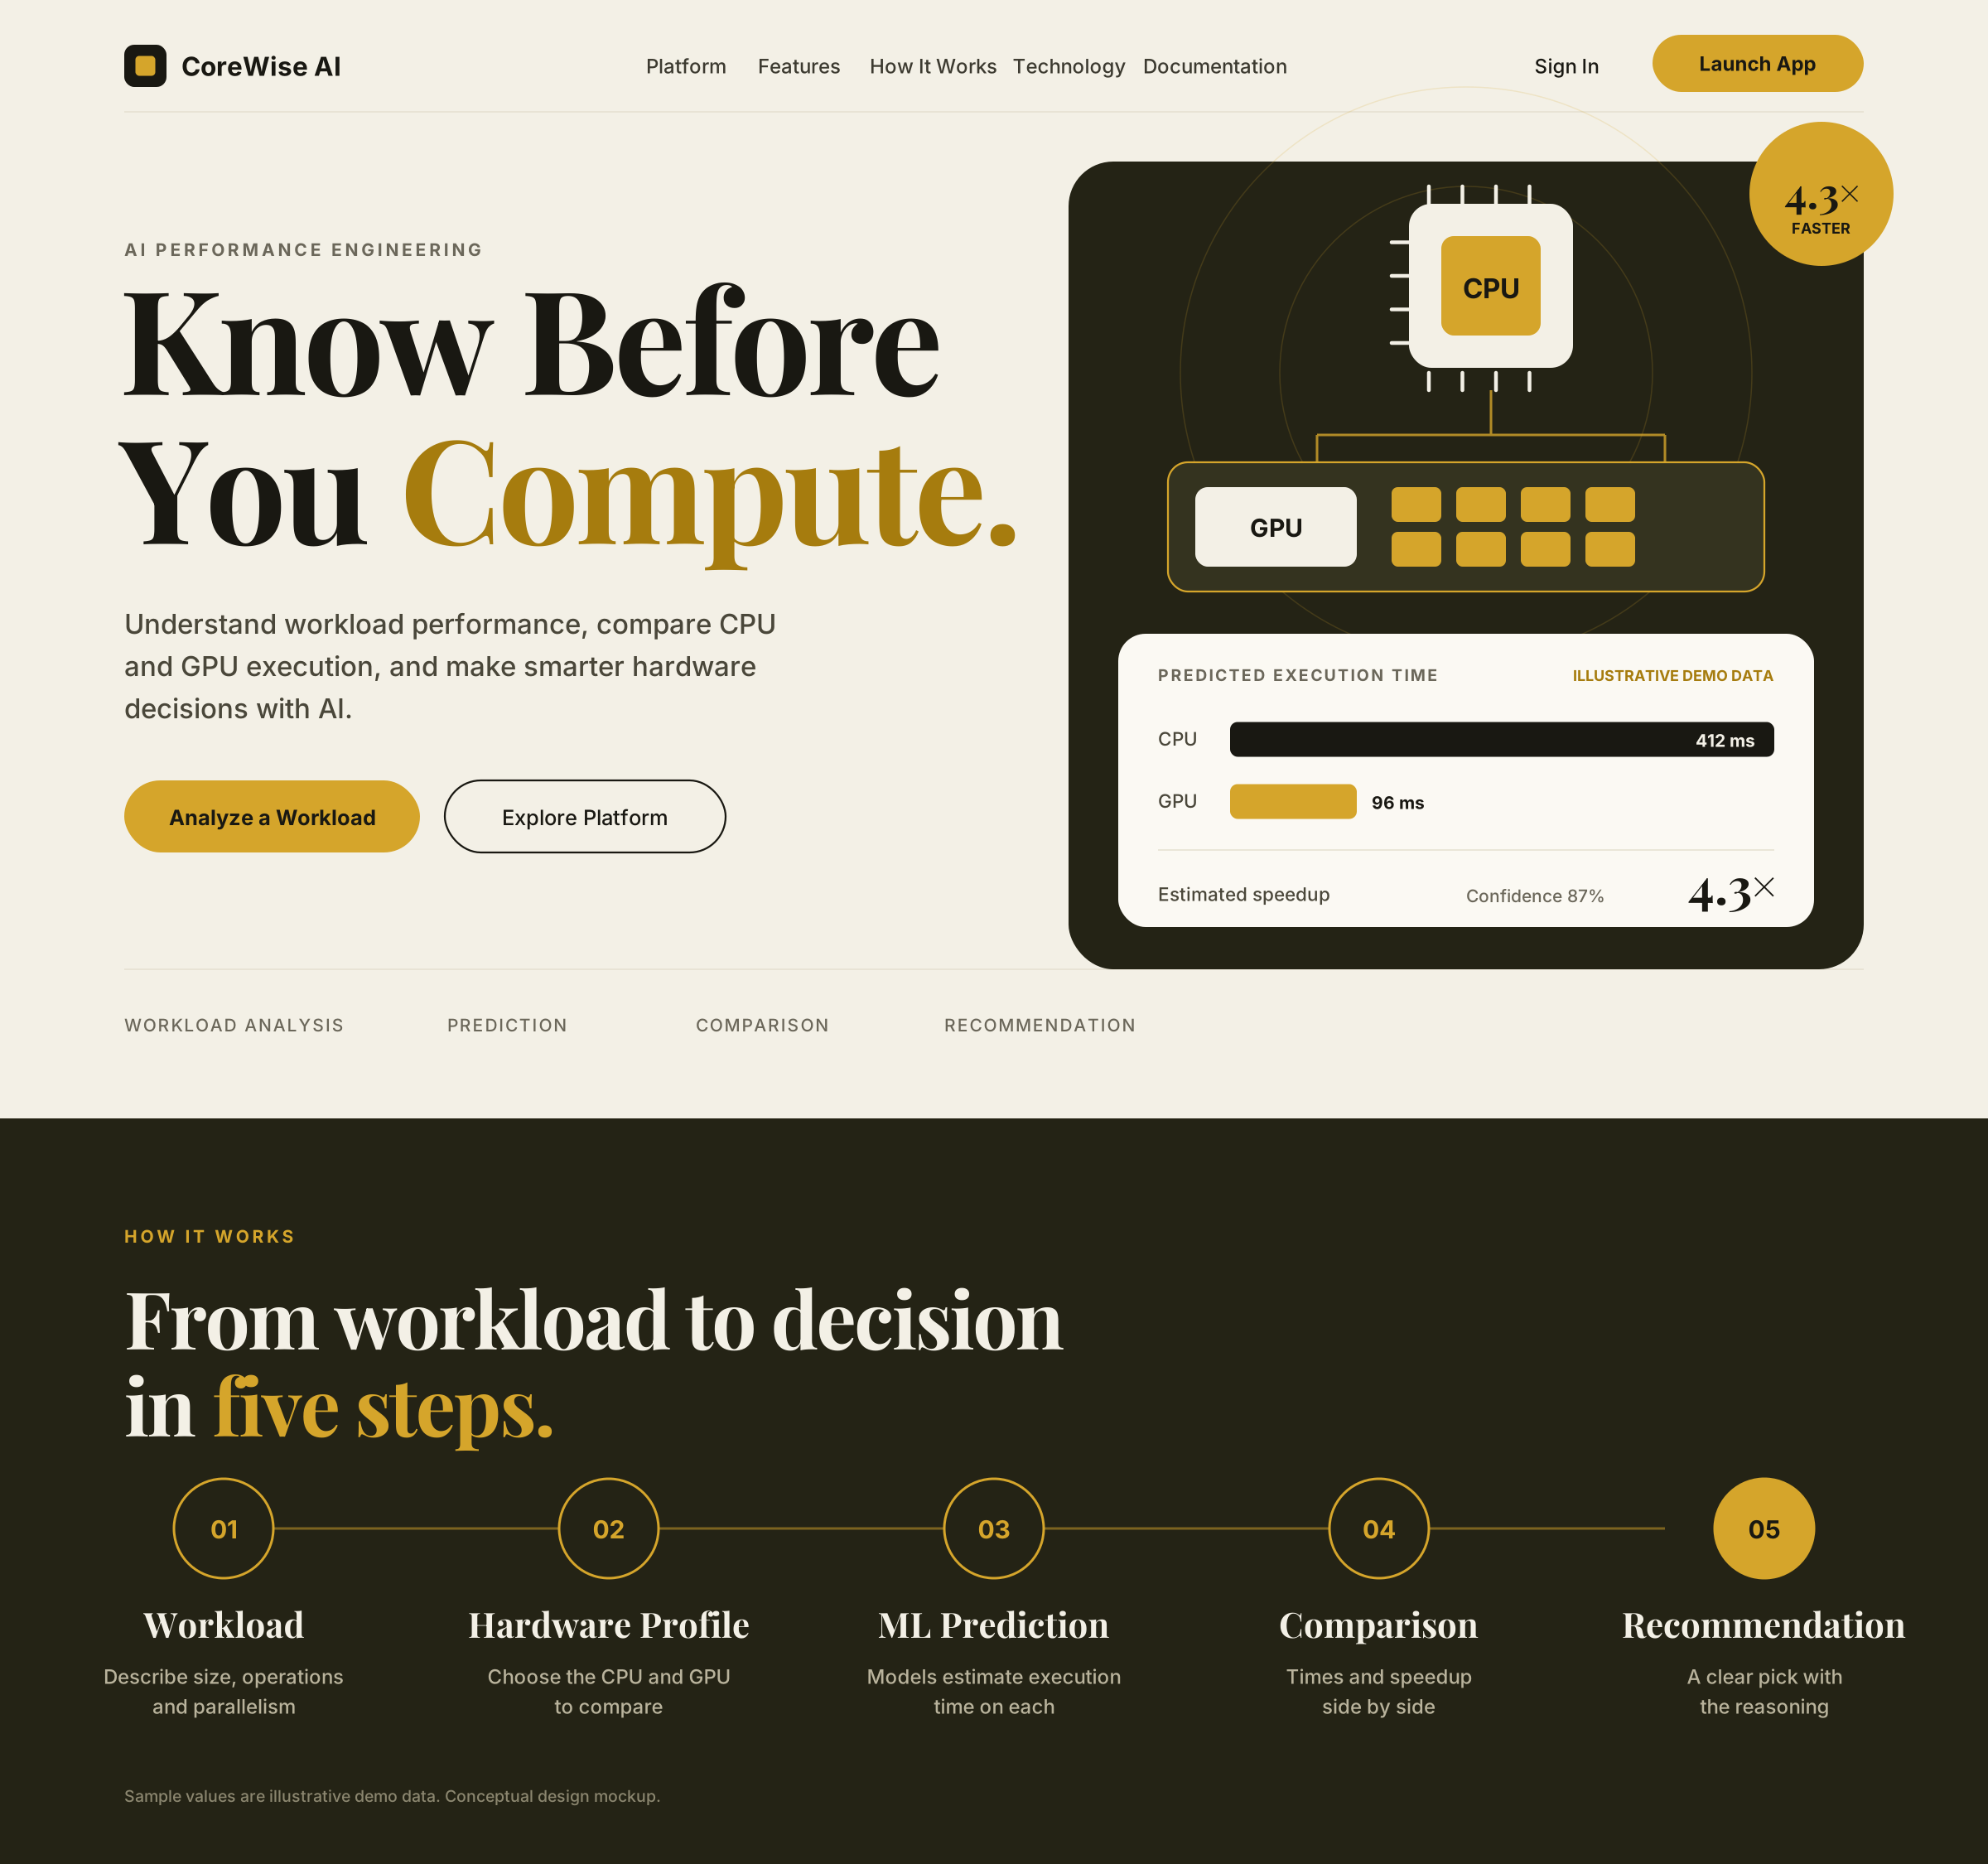 CoreWise AI
Platform Features How It Works Technology Documentation
Sign In
Launch App
4.3×
FASTER
AI PERFORMANCE ENGINEERING
Know Before
You Compute.
Understand workload performance, compare CPU
and GPU execution, and make smarter hardware
decisions with AI.
Analyze a Workload
Explore Platform
CPU
GPU
PREDICTED EXECUTION TIME
ILLUSTRATIVE DEMO DATA
CPU 412 ms
GPU 96 ms
Estimated speedup Confidence 87% 4.3×
WORKLOAD ANALYSIS PREDICTION COMPARISON RECOMMENDATION
HOW IT WORKS
From workload to decision
in five steps.
01
Workload
Describe size, operations
and parallelism
02
Hardware Profile
Choose the CPU and GPU
to compare
03
ML Prediction
Models estimate execution
time on each
04
Comparison
Times and speedup
side by side
05
Recommendation
A clear pick with
the reasoning
Sample values are illustrative demo data. Conceptual design mockup.